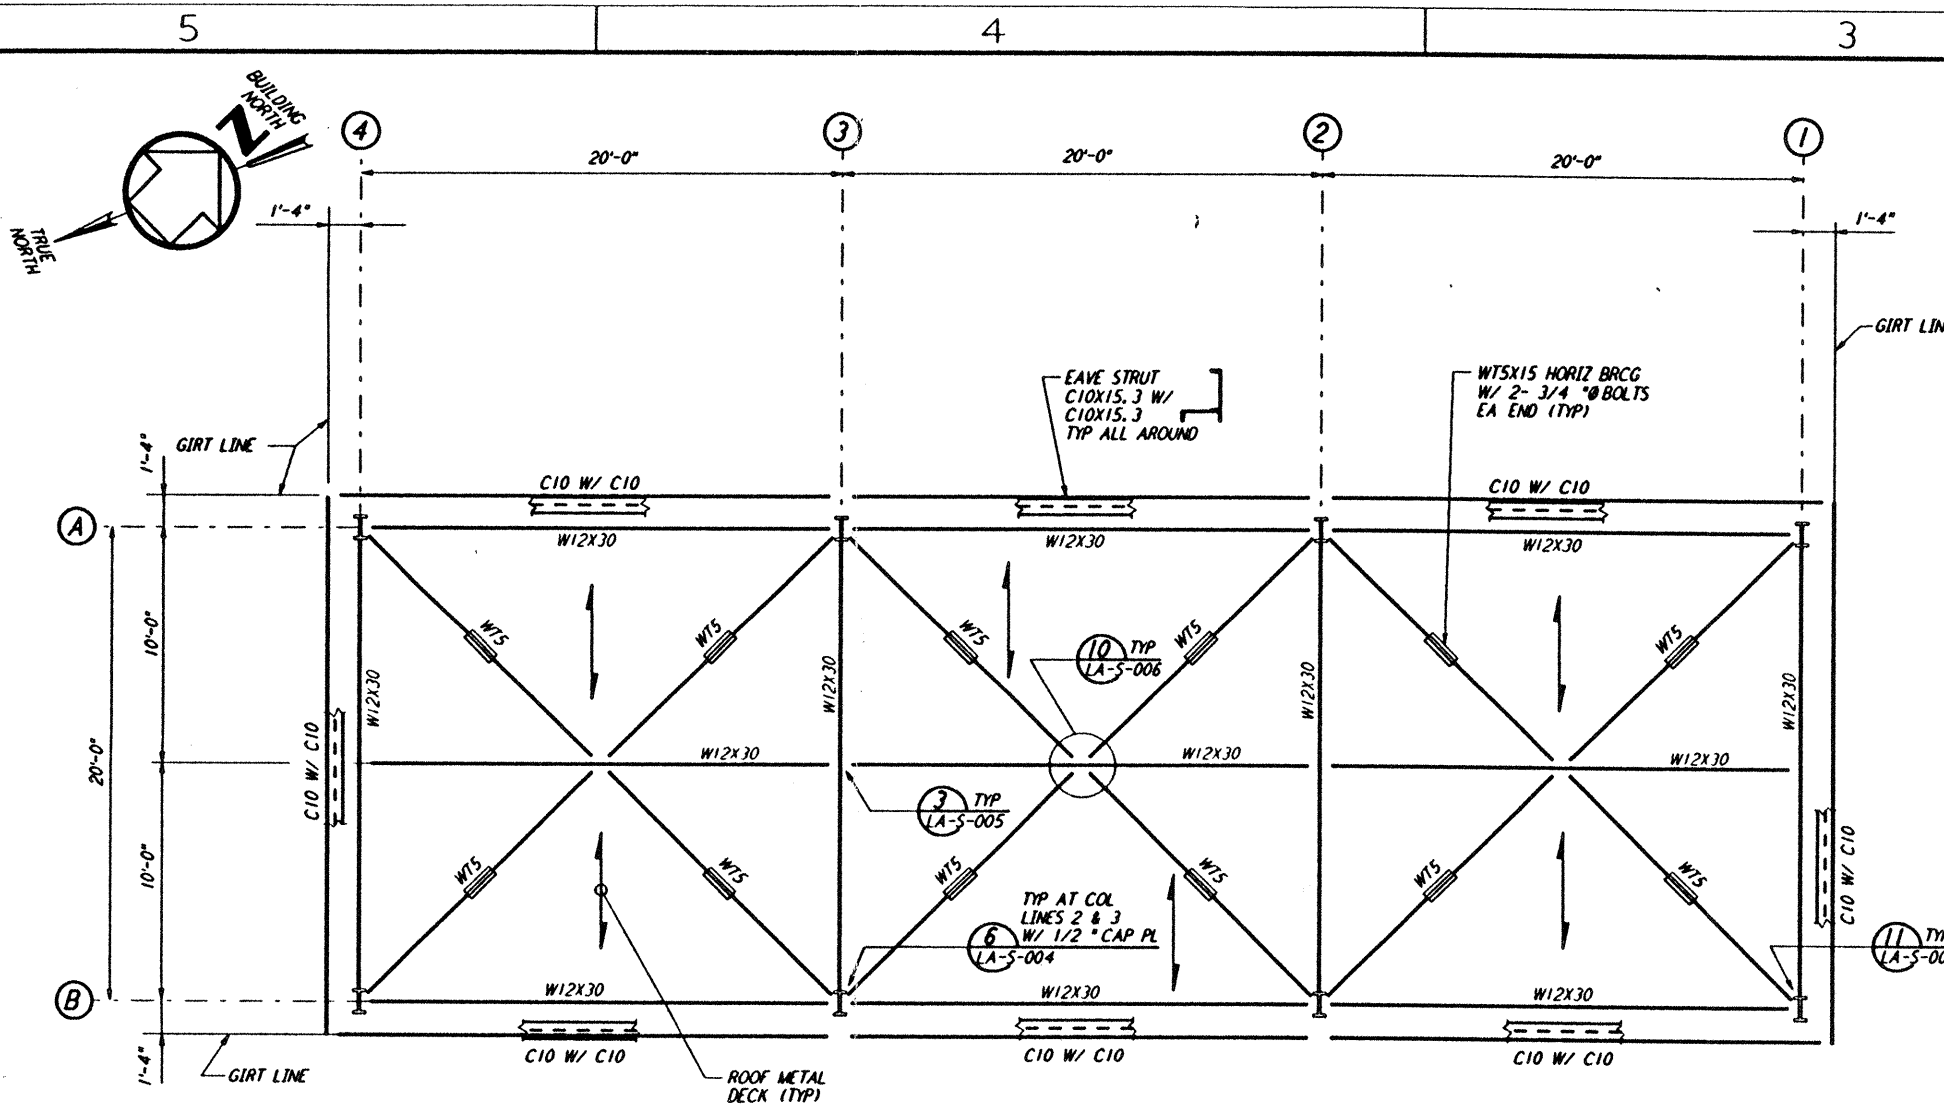 5
4
3
BUILDING
NORTH
N
TRUE
NORTH
4
3
2
1
20'-0"
20'-0"
20'-0"
1'-4"
1'-4"
GIRT LIN
EAVE STRUT
C10X15.3 W/
C10X15.3
TYP ALL AROUND
WT5X15 HORIZ BRCG
W/ 2- 3/4 "Ø BOLTS
EA END (TYP)
GIRT LINE
1'-4"
C10 W/ C10
C10 W/ C10
A
W12X30
W12X30
W12X30
10'-0"
20'-0"
WT5
WT5
WT5
WT5
WT5
10 TYP
LA-S-006
W12X30
W12X30
W12X30
W12X30
C10 W/ C10
W12X30
W12X30
W12X30
3 TYP
LA-S-005
10'-0"
WT5
WT5
WT5
WT5
WT5
WT5
C10 W/ C10
TYP AT COL
LINES 2 & 3
6 W/ 1/2 " CAP PL
LA-S-004
11 TYP
LA-S-00
B
W12X30
W12X30
W12X30
1'-4"
C10 W/ C10
C10 W/ C10
C10 W/ C10
GIRT LINE
ROOF METAL
DECK (TYP)